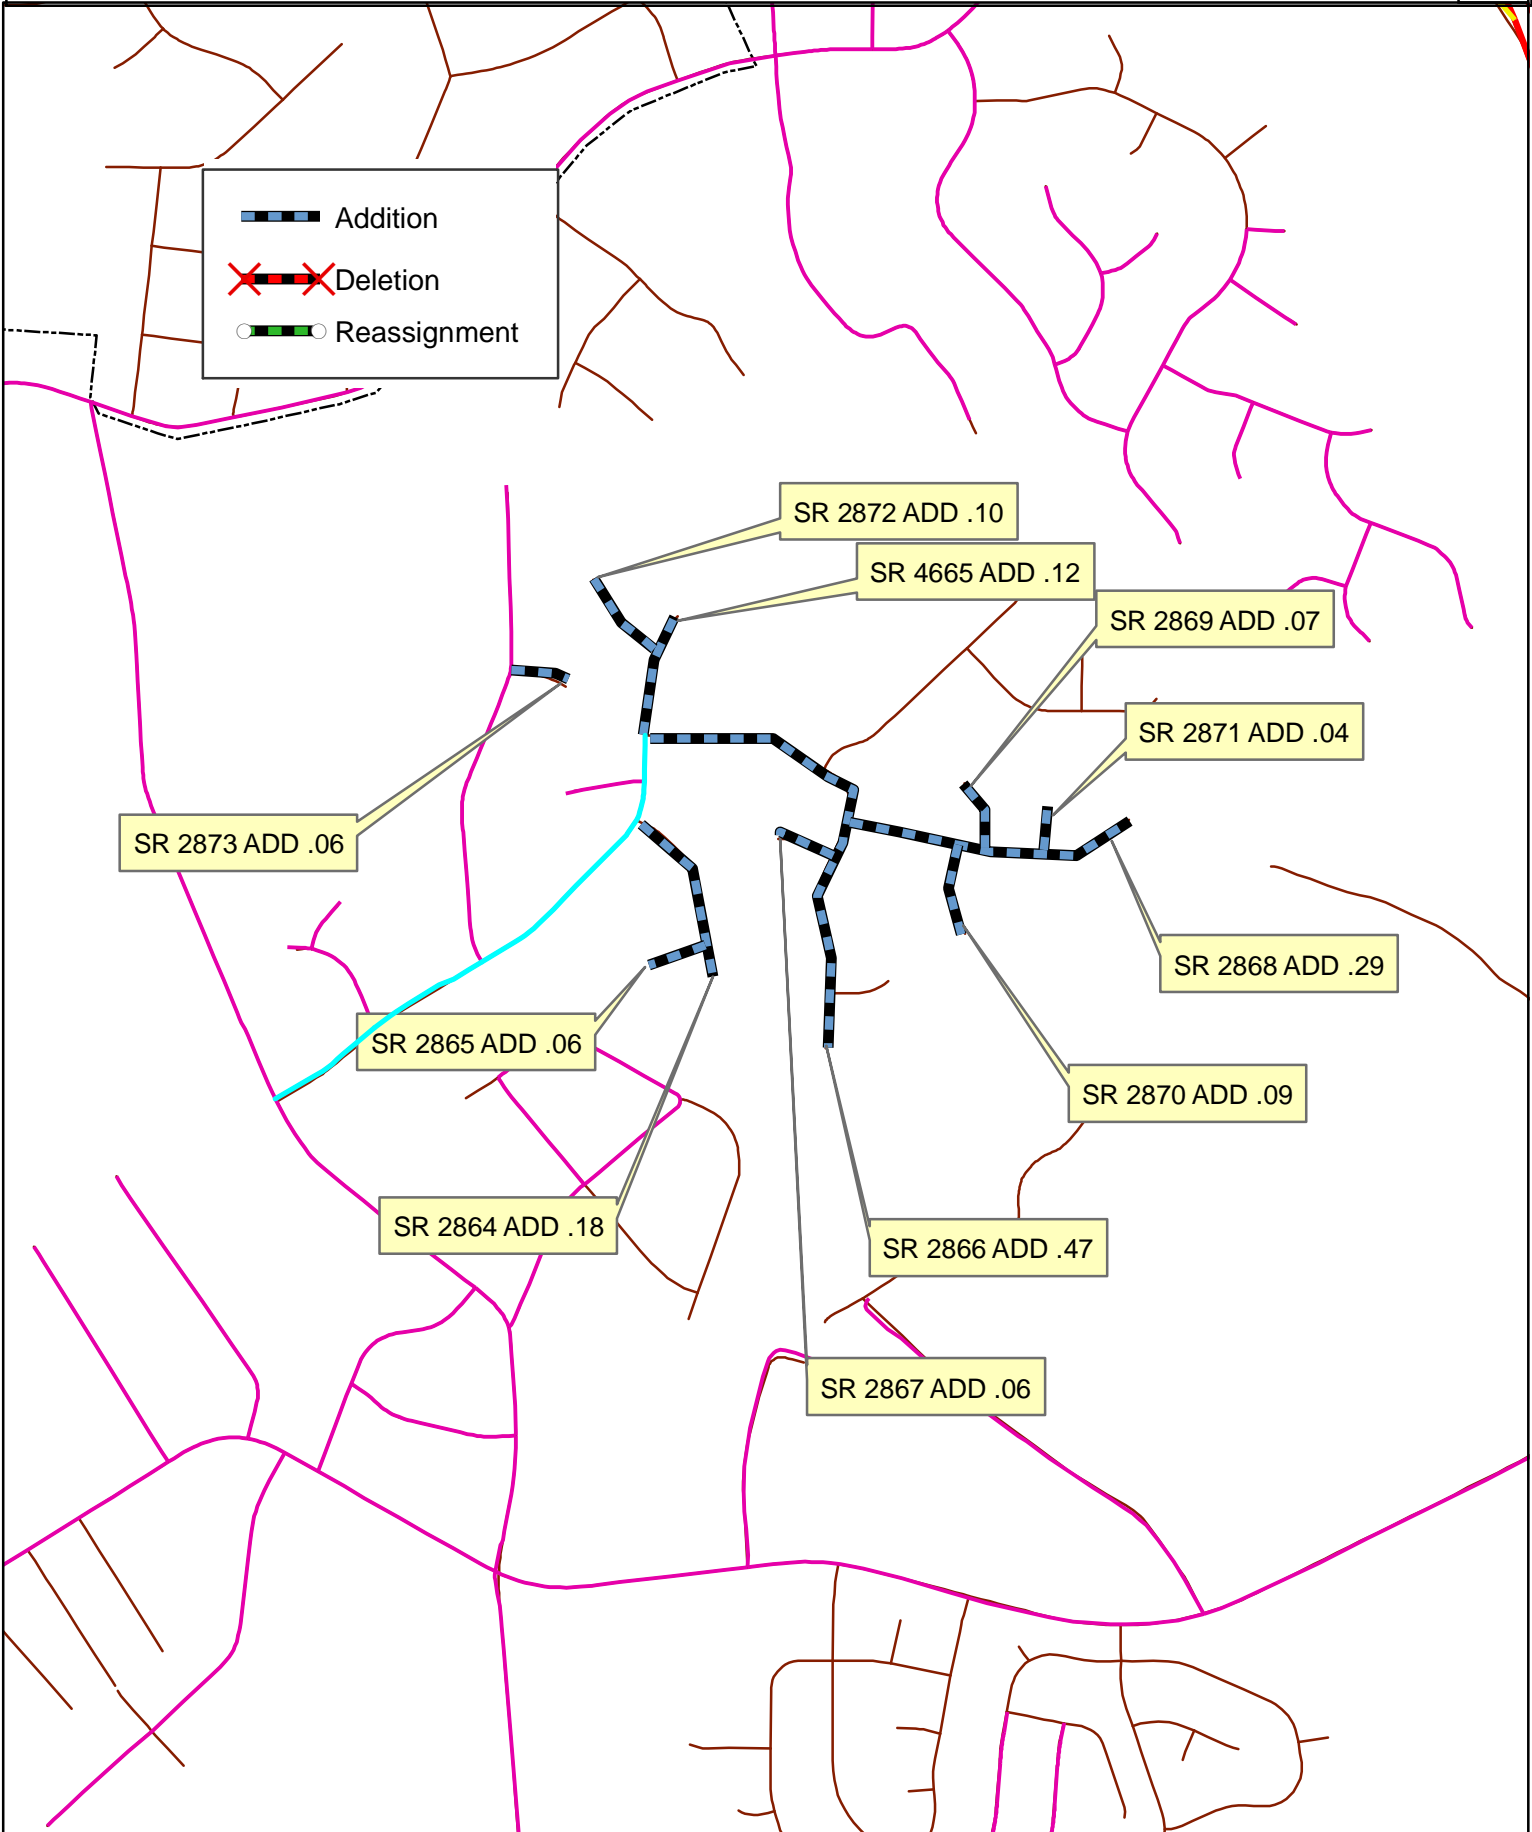 Addition
Deletion
Reassignment
SR 2872 ADD .10
SR 4665 ADD .12
SR 2869 ADD .07
SR 2871 ADD .04
SR 2873 ADD .06
SR 2868 ADD .29
SR 2865 ADD .06
SR 2870 ADD .09
SR 2864 ADD .18
SR 2866 ADD .47
SR 2867 ADD .06